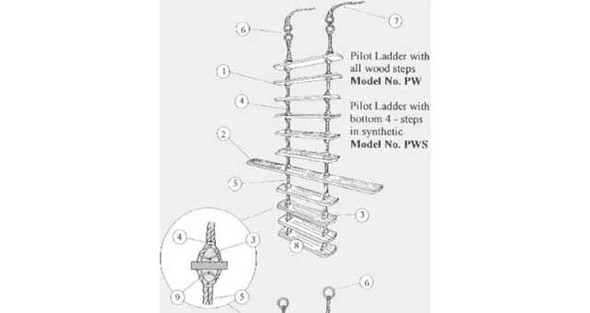 6
7
Pilot Ladder with
all wood steps
Model No. PW
1
4
Pilot Ladder with
bottom 4 - steps
in synthetic
Model No. PWS
2
5
3
4
3
8
9
5
6